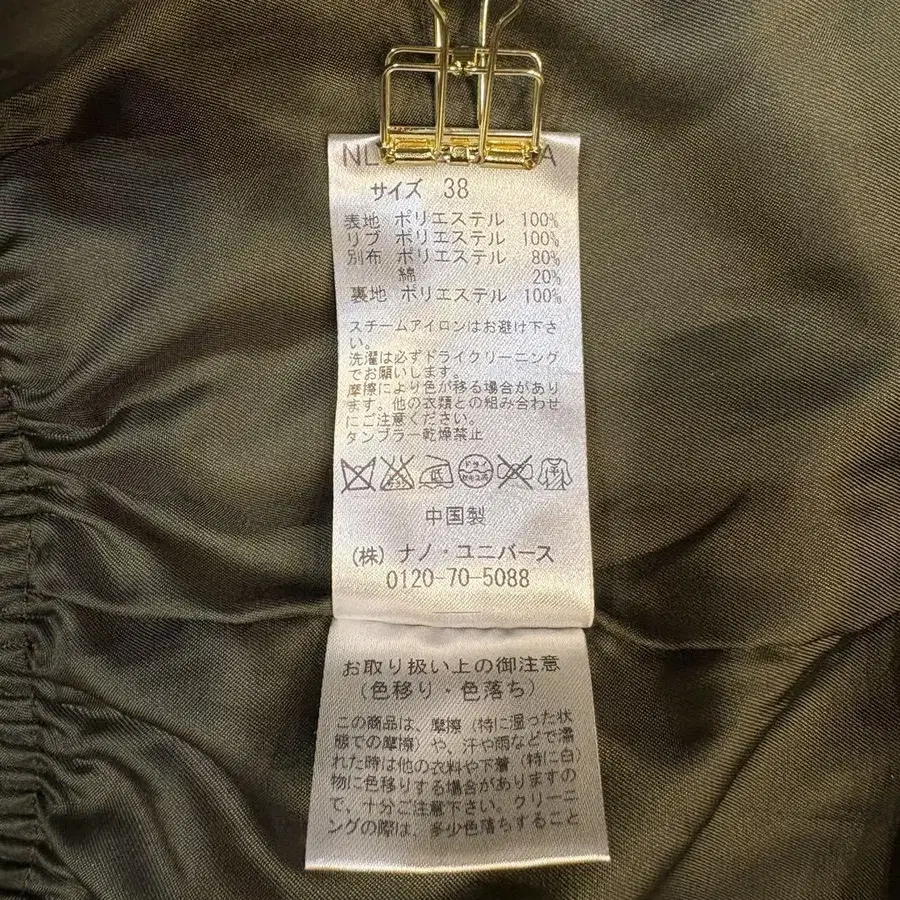 NL A
サイズ 38
表地 ポリエステル 100%
リブ ポリエステル 100%
別布 ポリエステル 80%
綿 20%
裏地 ポリエステル 100%
スチームアイロンはお避け下さ
い。
洗濯は必ずドライクリーニング
でお願いします。
摩擦により色が移る場合があり
ます。他の衣類との組み合わせ
にご注意ください。
タンブラー乾燥禁止
低 ドライ
中国製
(株) ナノ・ユニバース
0120-70-5088
お取り扱い上の御注意
(色移り・色落ち)
この商品は、摩擦 (特に湿った状
態での摩擦) や、汗や雨などで濡
れた時は他の衣料や下着 (特に白)
物に色移りする場合がありますの
で、十分ご注意下さい。クリーニ
ングの際は、多少色落ちすること